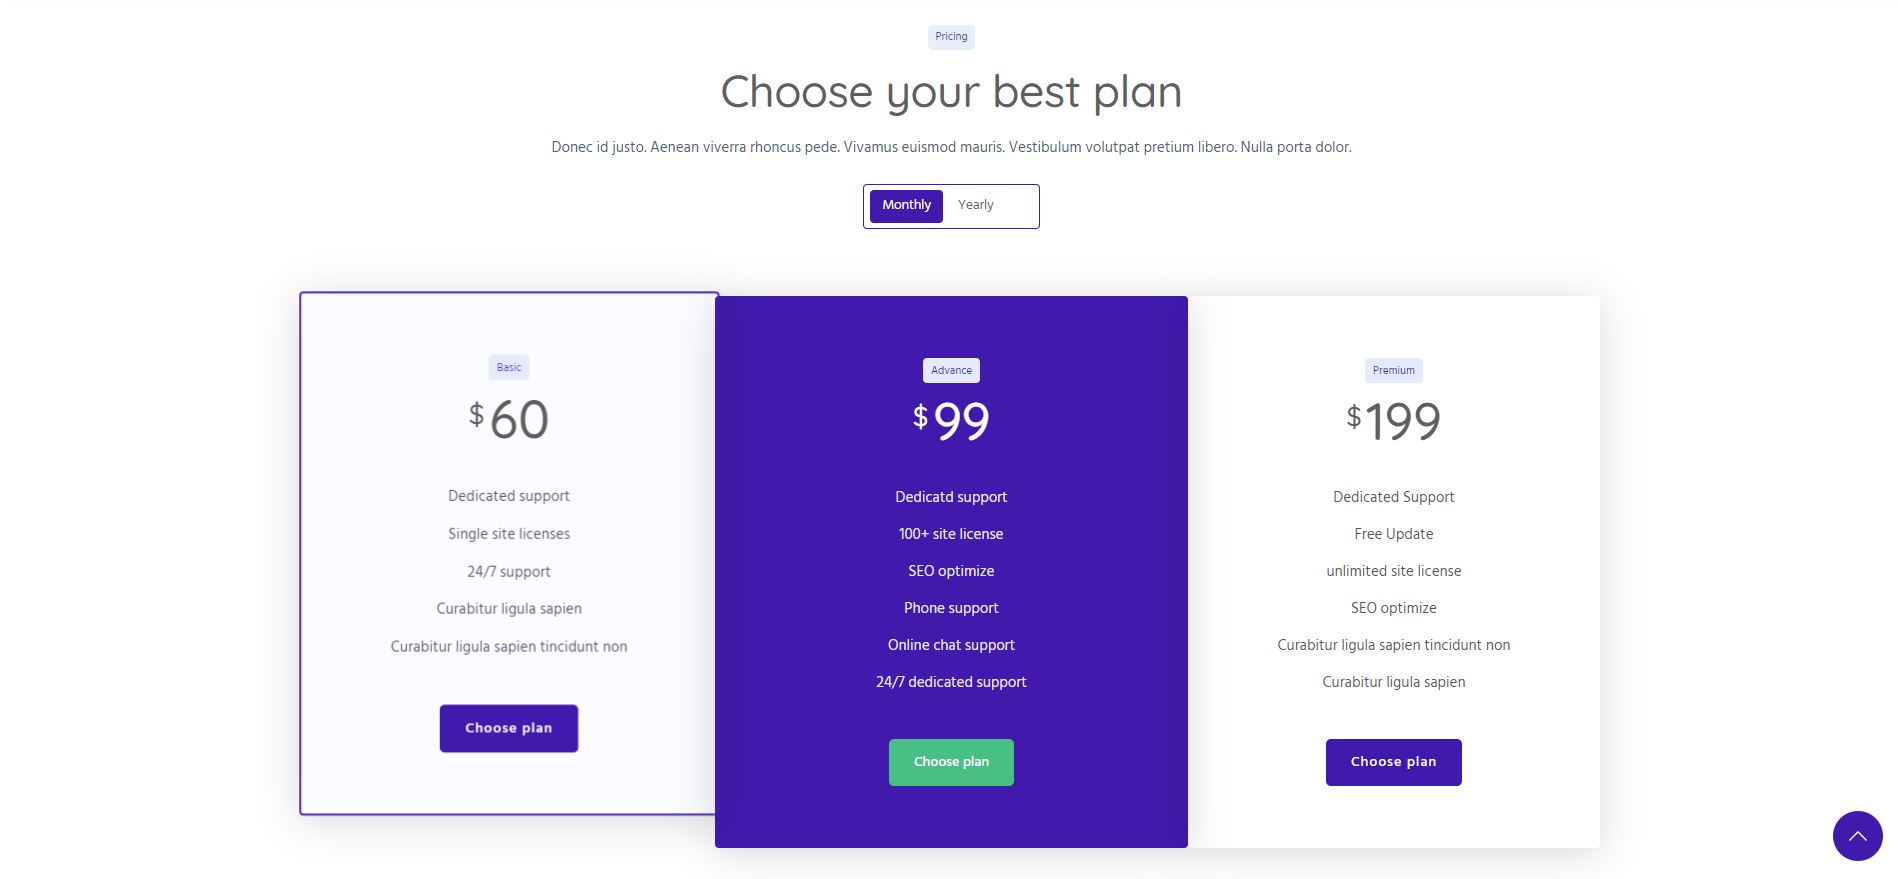 Pricing
Choose your best plan
Donec id justo. Aenean viverra rhoncus pede. Vivamus euismod mauris. Vestibulum volutpat pretium libero. Nulla porta dolor.
Monthly Yearly
Basic
$60
Dedicated support
Single site licenses
24/7 support
Curabitur ligula sapien
Curabitur ligula sapien tincidunt non
Choose plan
Advance
$99
Dedicatd support
100+ site license
SEO optimize
Phone support
Online chat support
24/7 dedicated support
Choose plan
Premium
$199
Dedicated Support
Free Update
unlimited site license
SEO optimize
Curabitur ligula sapien tincidunt non
Curabitur ligula sapien
Choose plan